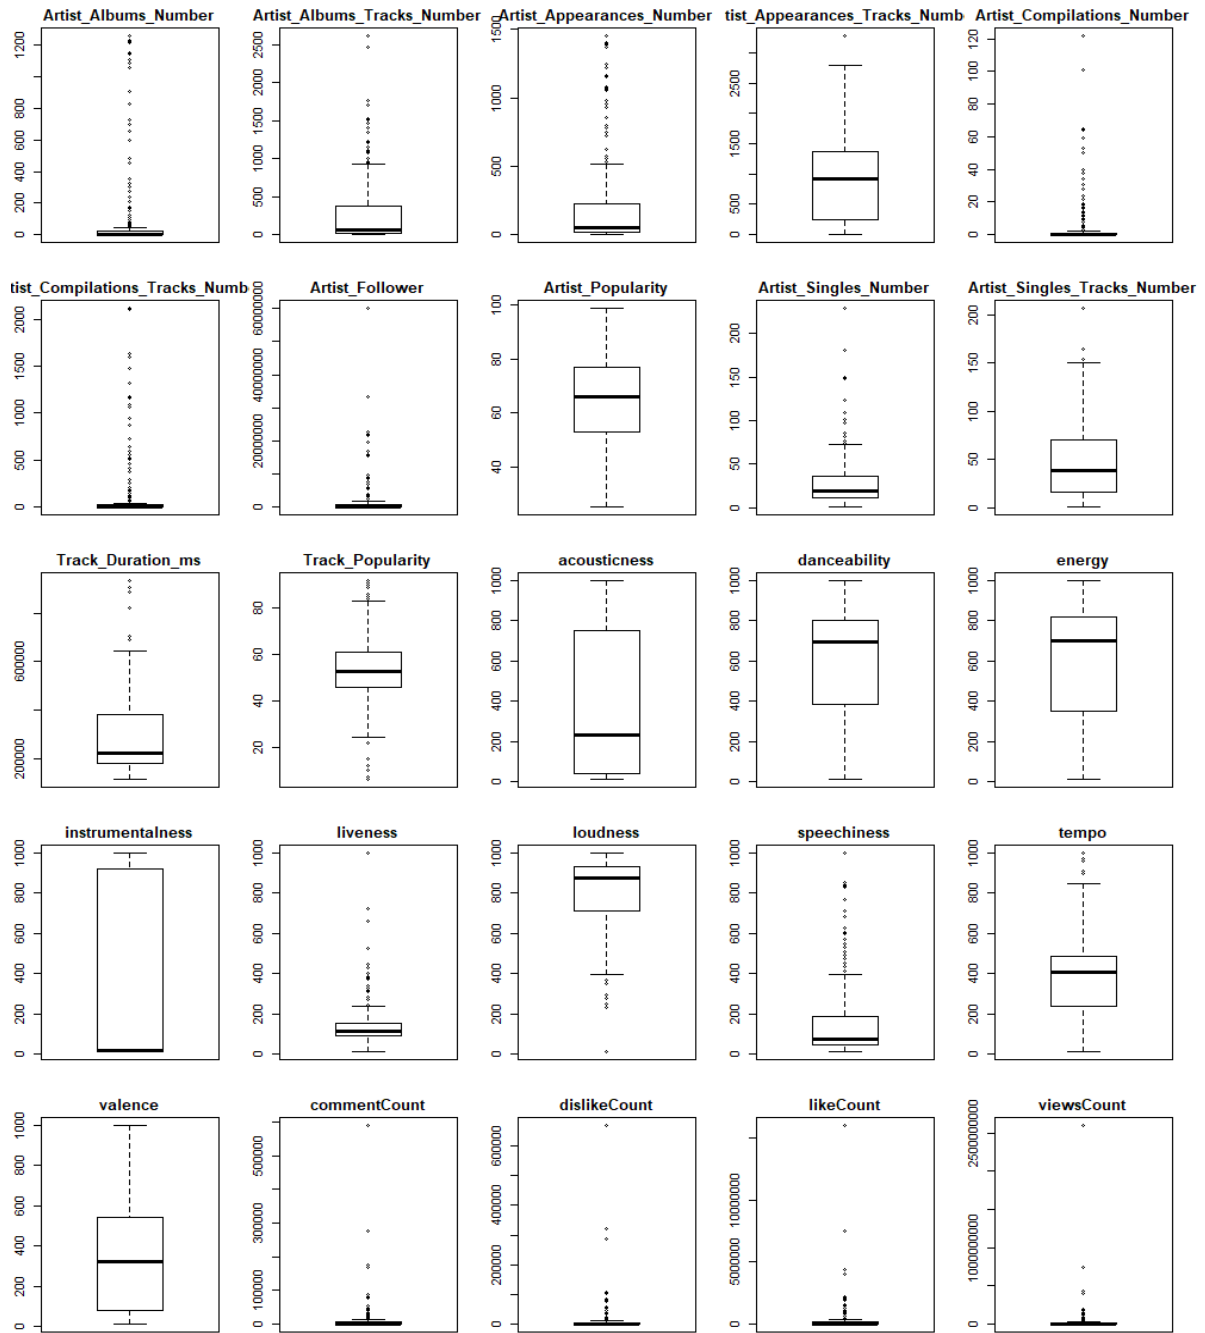 Artist_Albums_Number
Artist_Albums_Tracks_Number
Artist_Appearances_Number
tist_Appearances_Tracks_Numb
Artist_Compilations_Number
0 200 400 600 800 1200
0 500 1000 1500 2000 2500
0 500 1000 1500
0 500 1500 2500
0 20 40 60 80 100 120
tist_Compilations_Tracks_Numb
Artist_Follower
Artist_Popularity
Artist_Singles_Number
Artist_Singles_Tracks_Number
0 500 1000 1500 2000
0 20000000 40000000 60000000
40 60 80 100
0 50 100 150 200
0 50 100 150 200
Track_Duration_ms
Track_Popularity
acousticness
danceability
energy
200000 600000
20 40 60 80
0 200 400 600 800 1000
0 200 400 600 800 1000
0 200 400 600 800 1000
instrumentalness
liveness
loudness
speechiness
tempo
0 200 400 600 800 1000
0 200 400 600 800 1000
0 200 400 600 800 1000
0 200 400 600 800 1000
0 200 400 600 800 1000
valence
commentCount
dislikeCount
likeCount
viewsCount
0 200 400 600 800 1000
0 100000 300000 500000
0 200000 400000 600000
0 5000000 10000000
0 1000000000 2500000000